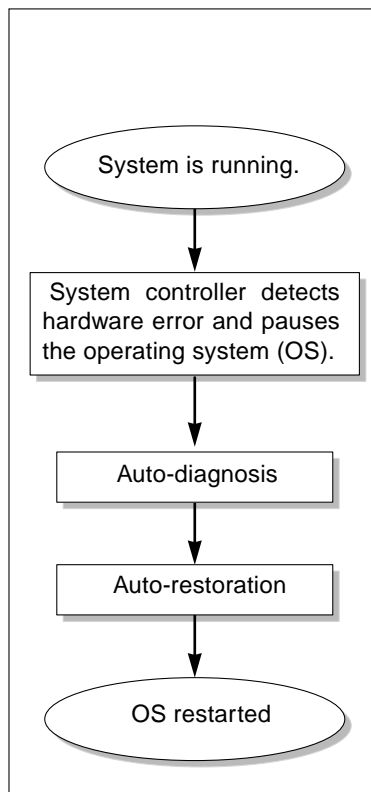 System is running.
System controller detects
hardware error and pauses
the operating system (OS).
Auto-diagnosis
Auto-restoration
OS restarted